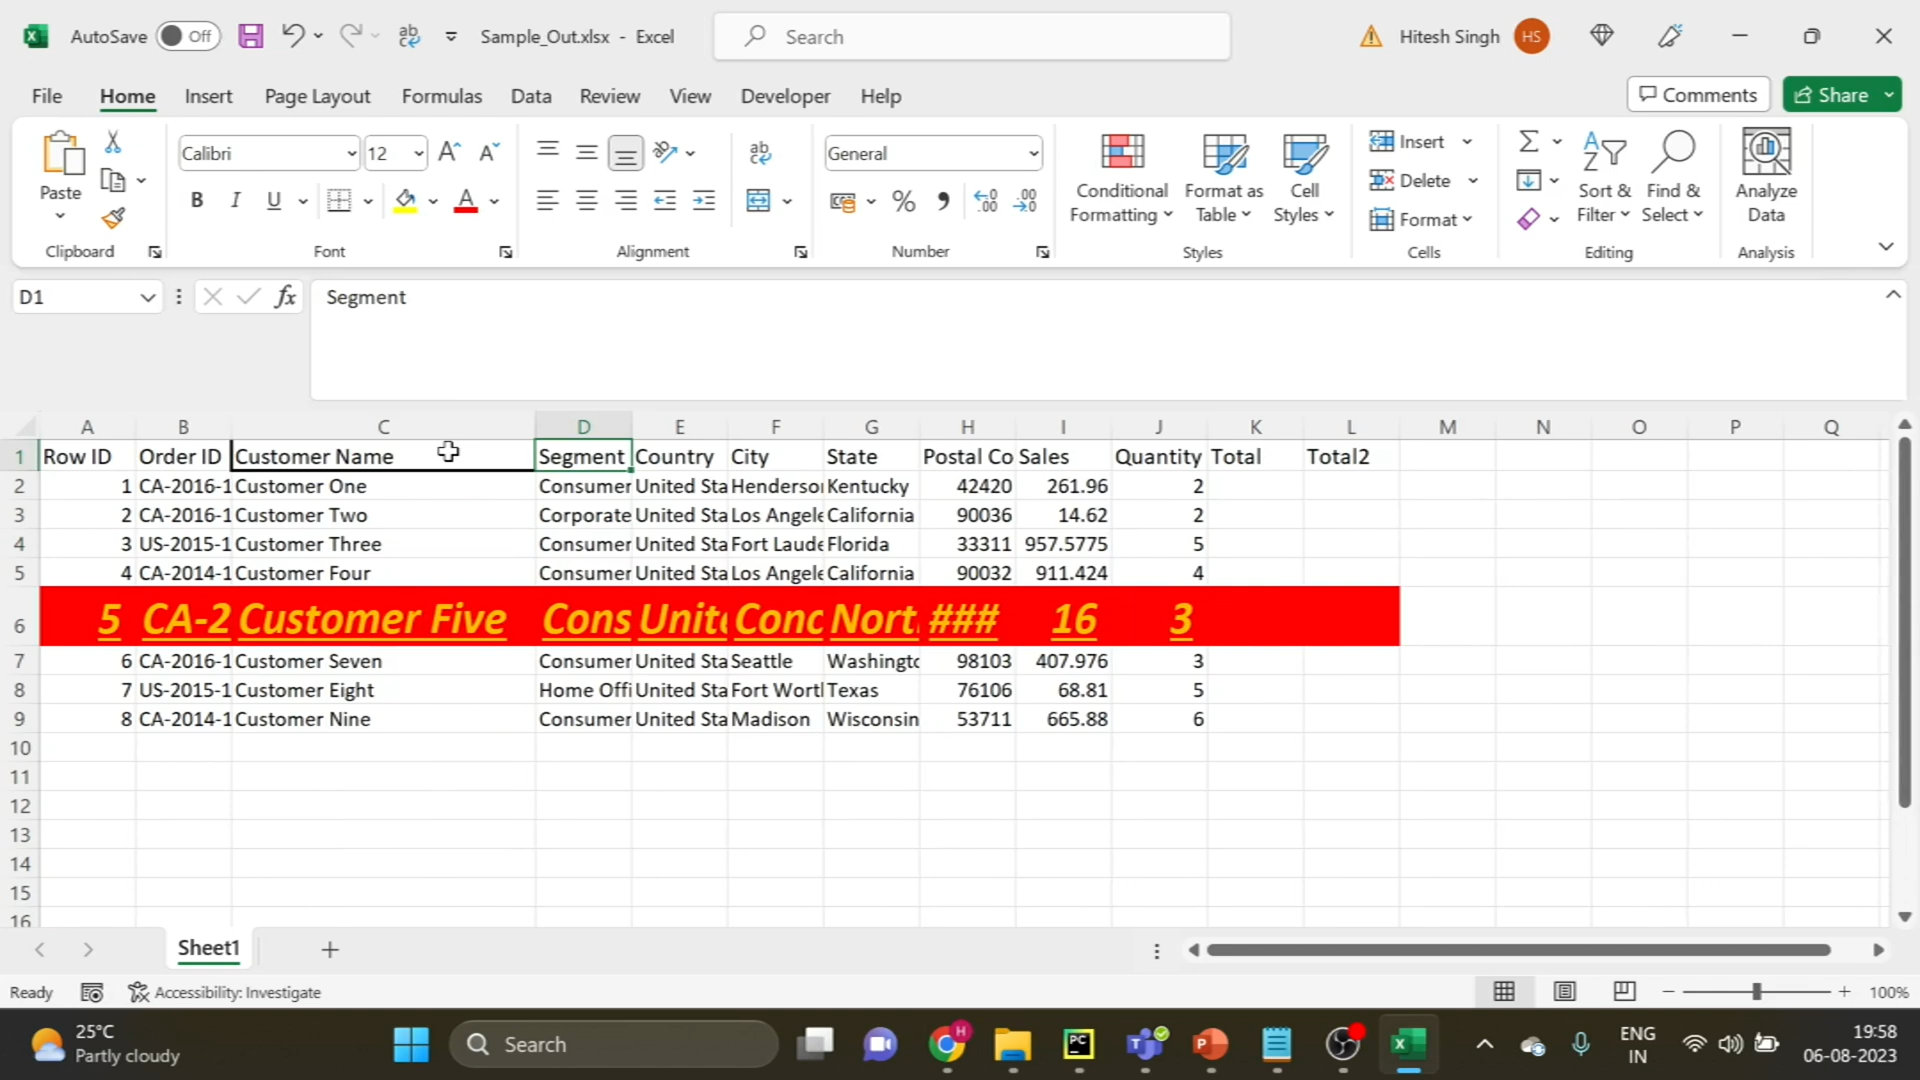 AutoSave Off Sample_Out.xlsx - Excel Search Hitesh Singh HS
File Home Insert Page Layout Formulas Data Review View Developer Help Comments Share
Calibri 12 General Insert
Paste Conditional Format as Cell Delete Sort & Find & Analyze
B I U Formatting Table Styles Format Filter Select Data
Clipboard Font Alignment Number Styles Cells Editing Analysis
D1 fx Segment
A B C D E F G H I J K L M N O P Q
1 Row ID Order ID Customer Name Segment Country City State Postal Co Sales Quantity Total Total2
2 1 CA-2016-1 Customer One Consumer United Sta Henderso Kentucky 42420 261.96 2
3 2 CA-2016-1 Customer Two Corporate United Sta Los Angele California 90036 14.62 2
4 3 US-2015-1 Customer Three Consumer United Sta Fort Laude Florida 33311 957.5775 5
5 4 CA-2014-1 Customer Four Consumer United Sta Los Angele California 90032 911.424 4
6 5 CA-2 Customer Five Cons Unite Conc Nort ### 16 3
7 6 CA-2016-1 Customer Seven Consumer United Sta Seattle Washingto 98103 407.976 3
8 7 US-2015-1 Customer Eight Home Offi United Sta Fort Worth Texas 76106 68.81 5
9 8 CA-2014-1 Customer Nine Consumer United Sta Madison Wisconsin 53711 665.88 6
10
11
12
13
14
15
16
Sheet1
Ready Accessibility: Investigate 100%
25°C ENG 19:58
Partly cloudy Search IN 06-08-2023